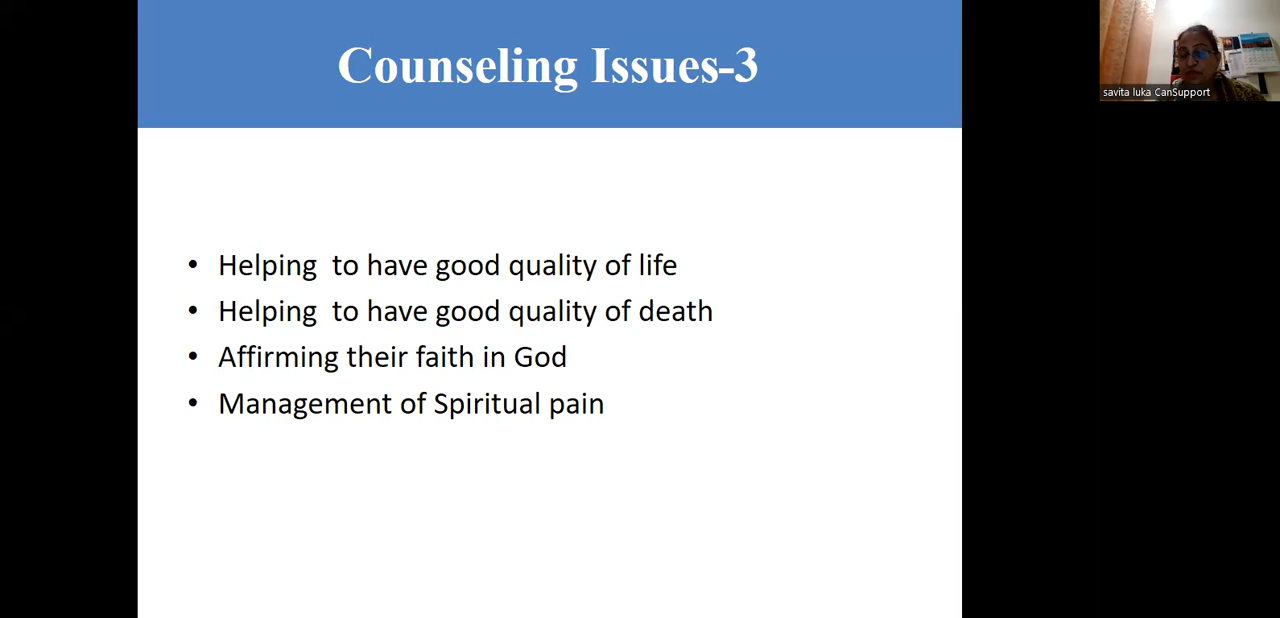 Counseling Issues-3
savita luka CanSupport
• Helping  to have good quality of life
• Helping  to have good quality of death
• Affirming their faith in God
• Management of Spiritual pain